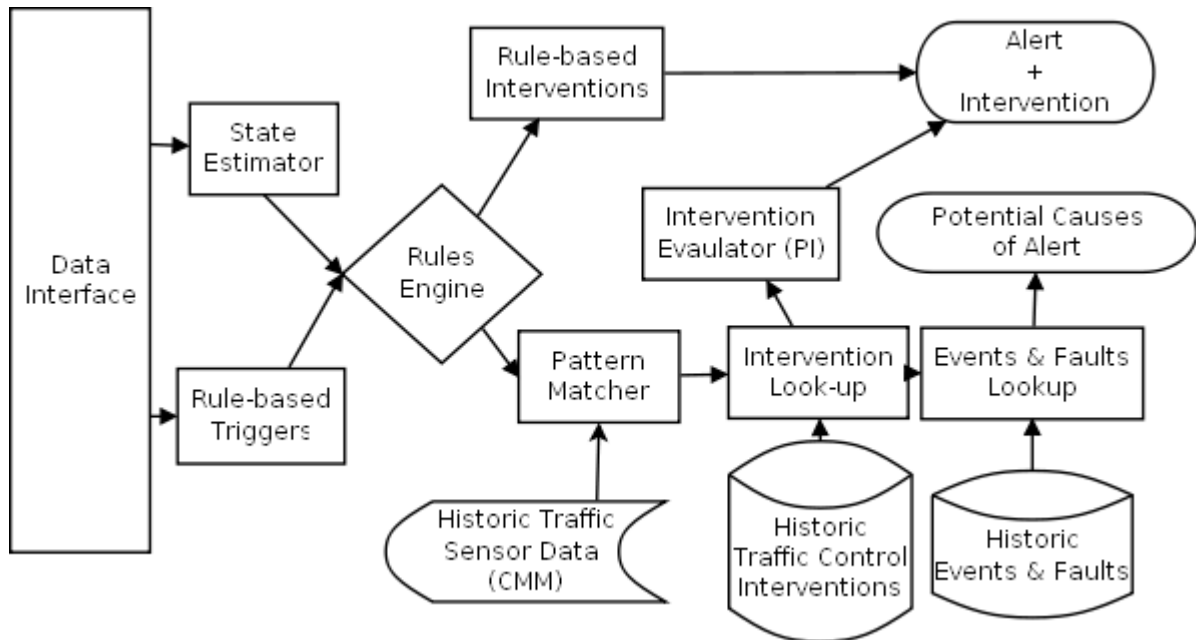 Rule-based
Interventions
Alert
+
Intervention
State
Estimator
Intervention
Evaulator (PI)
Potential Causes
of Alert
Data
Interface
Rules
Engine
Pattern
Matcher
Intervention
Look-up
Events & Faults
Lookup
Rule-based
Triggers
Historic Traffic
Sensor Data
(CMM)
Historic
Traffic Control
Interventions
Historic
Events & Faults